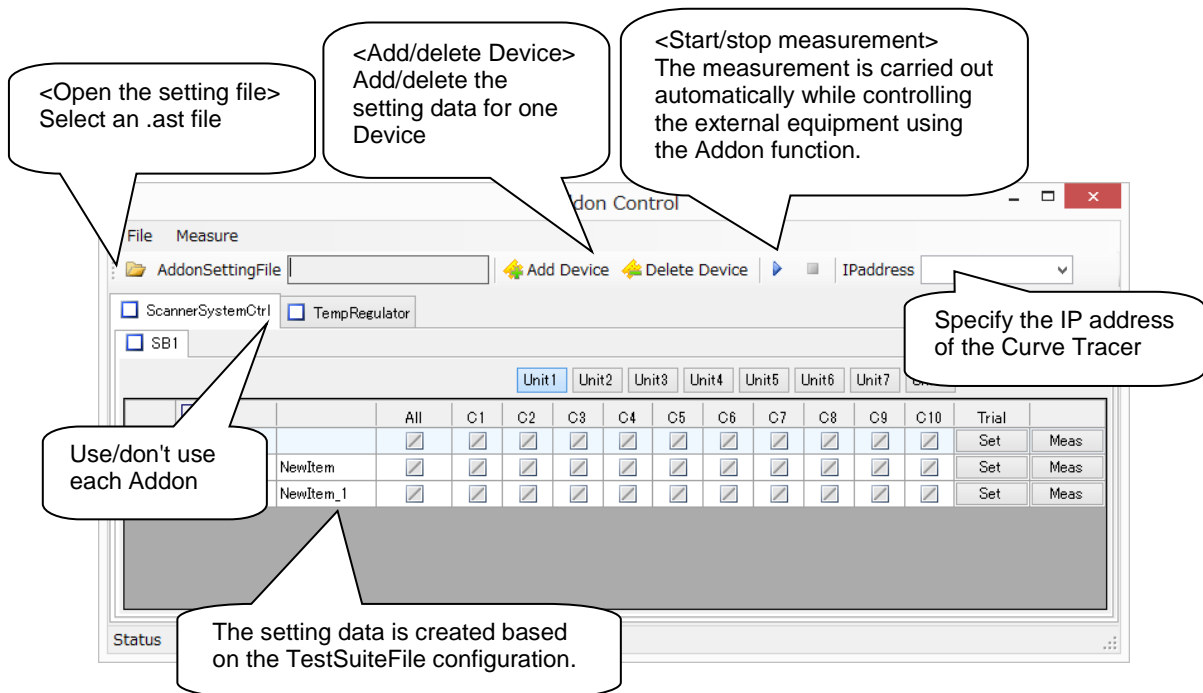 <Open the setting file>
Select an .ast file
<Add/delete Device>
Add/delete the
setting data for one
Device
<Start/stop measurement>
The measurement is carried out
automatically while controlling
the external equipment using
the Addon function.
Control
File Measure
AddonSettingFile Add Device Delete Device IPaddress
ScannerSystemCtrl TempRegulator
Specify the IP address
of the Curve Tracer
SB1
Unit1 Unit2 Unit3 Unit4 Unit5 Unit6 Unit7
All C1 C2 C3 C4 C5 C6 C7 C8 C9 C10 Trial
Set Meas
NewItem Set Meas
NewItem_1 Set Meas
Use/don't use
each Addon
The setting data is created based
on the TestSuiteFile configuration.
Status